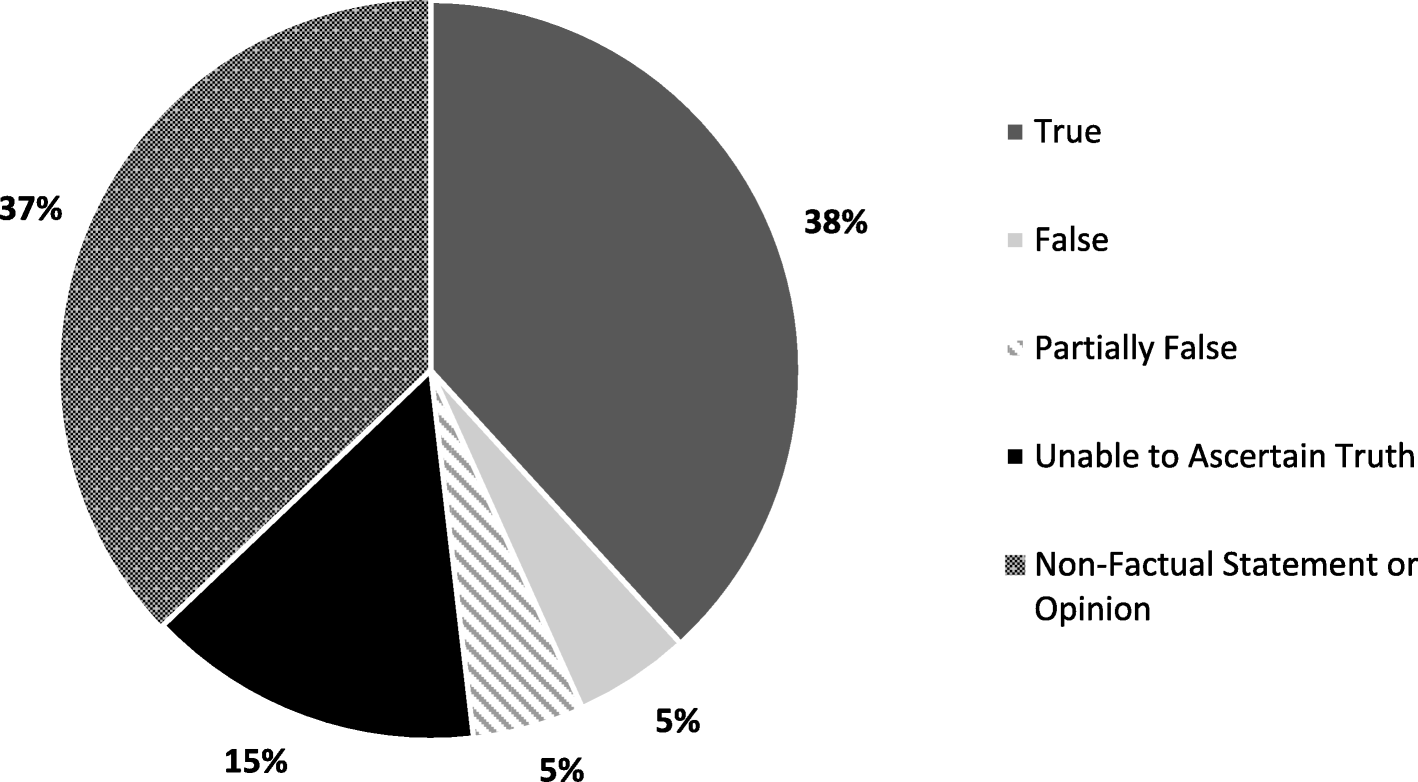 37%
38%
5%
5%
15%
True
False
Partially False
Unable to Ascertain Truth
Non-Factual Statement or
Opinion